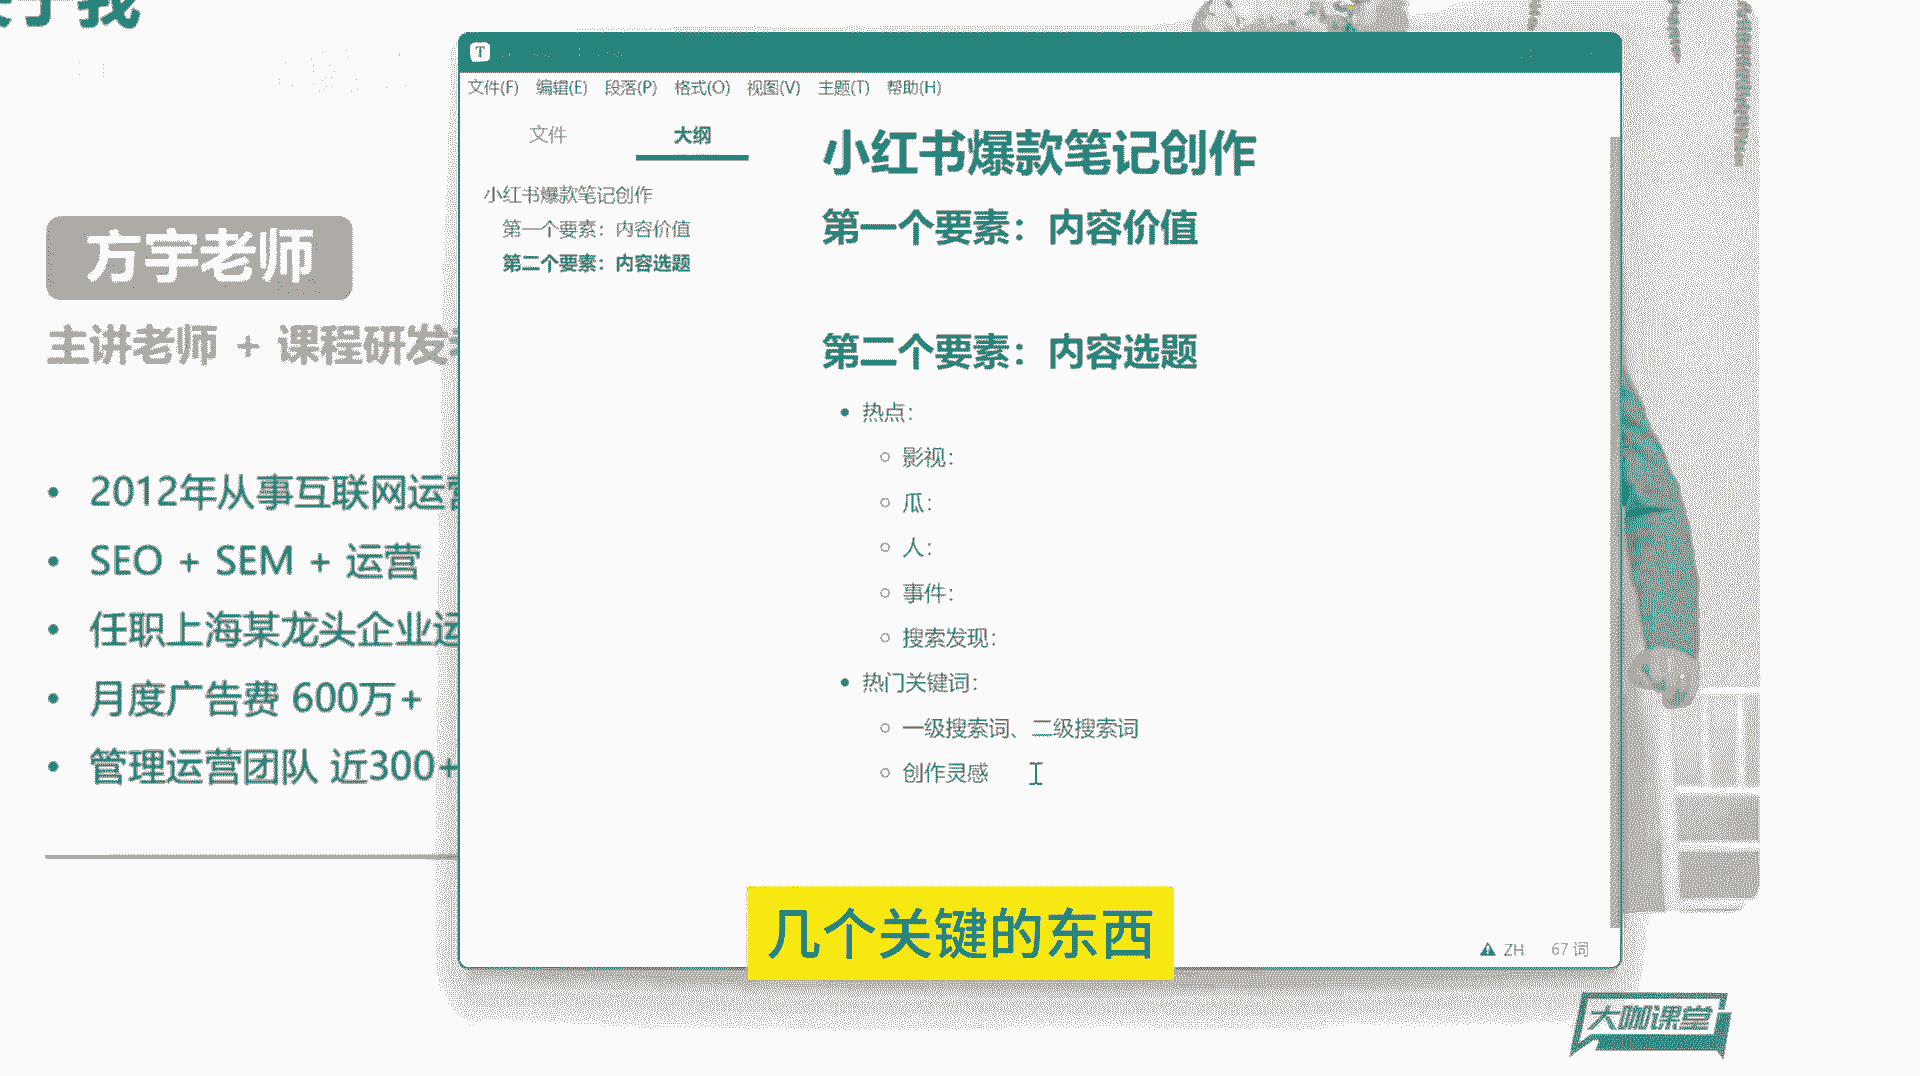 于我
方宇老师
主讲老师 + 课程研发
2012年从事互联网运营
SEO + SEM + 运营
任职上海某龙头企业运
月度广告费 600万+
管理运营团队 近300+
T
文件(F) 编辑(E) 段落(P) 格式(O) 视图(V) 主题(T) 帮助(H)
文件 大纲
小红书爆款笔记创作
第一个要素：内容价值
第二个要素：内容选题
小红书爆款笔记创作
第一个要素：内容价值
第二个要素：内容选题
热点：
影视：
瓜：
人：
事件：
搜索发现：
热门关键词：
一级搜索词、二级搜索词
创作灵感
几个关键的东西
ZH 67 词
大咖课堂